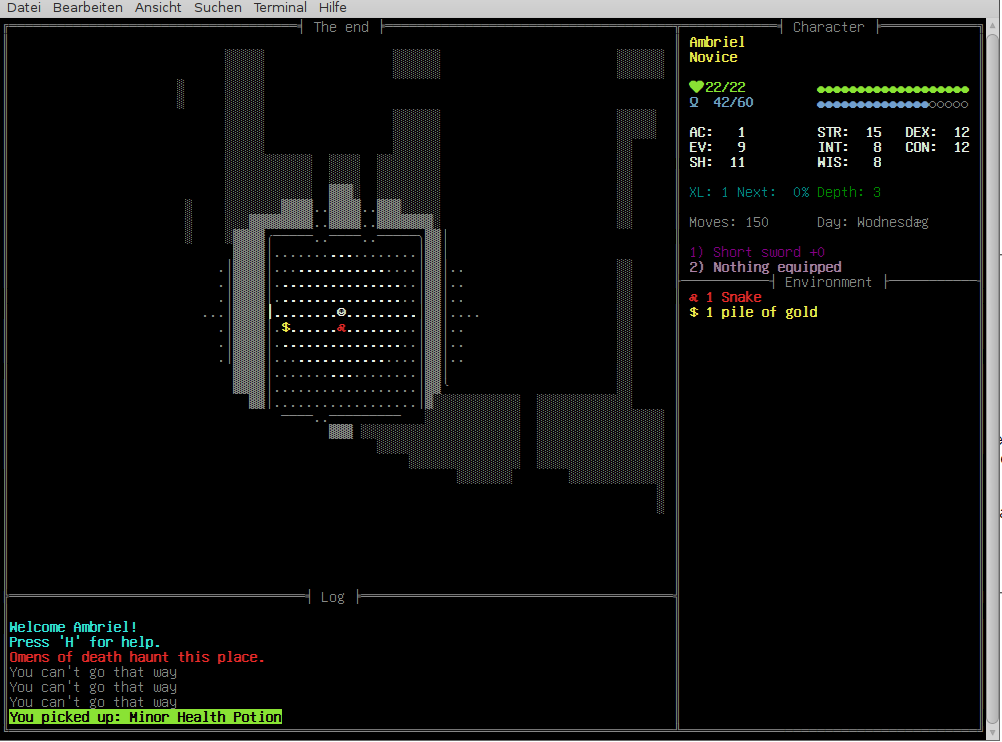 Datei Bearbeiten Ansicht Suchen Terminal Hilfe
The end
Character
Ambriel
Novice
22/22
Ω 42/60
AC: 1 STR: 15 DEX: 12
EV: 9 INT: 8 CON: 12
SH: 11 WIS: 8
XL: 1 Next: 0% Depth: 3
Moves: 150 Day: Wodnesdæg
1) Short sword +0
2) Nothing equipped
Environment
& 1 Snake
$ 1 pile of gold
$
&
Log
Welcome Ambriel!
Press 'H' for help.
Omens of death haunt this place.
You can't go that way
You can't go that way
You can't go that way
You picked up: Minor Health Potion